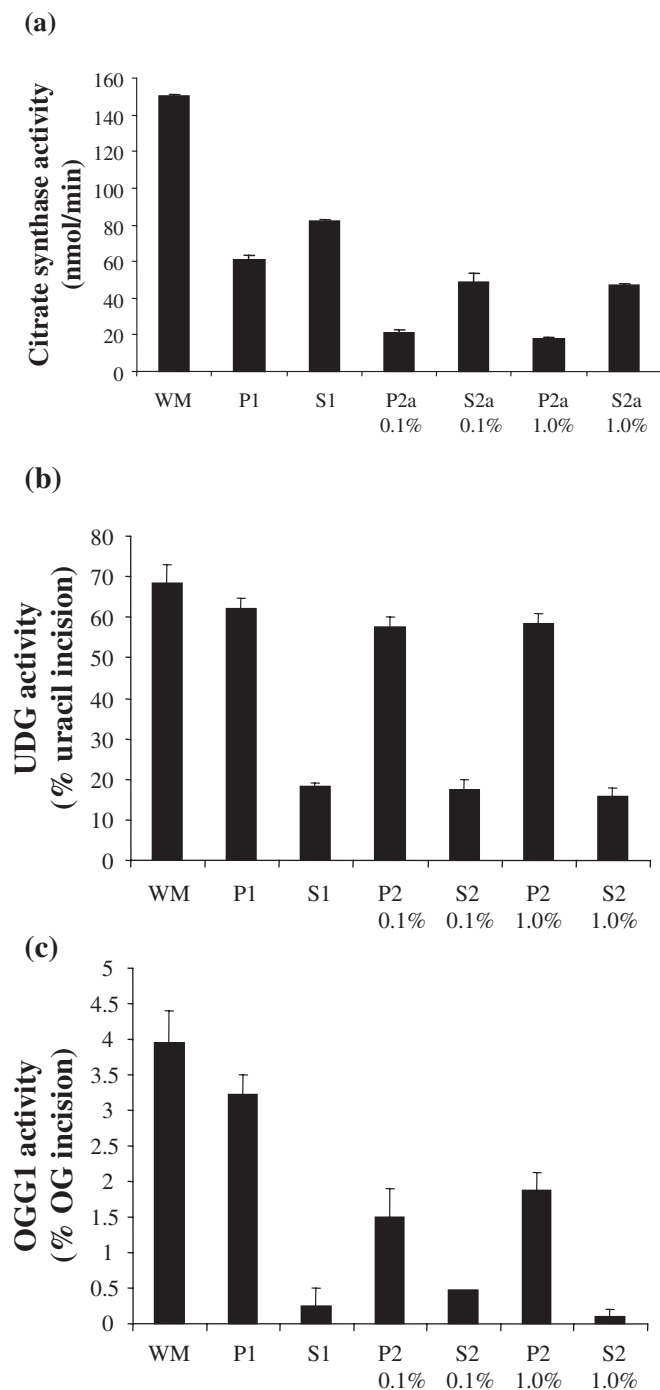 (a)
Citrate synthase activity
(nmol/min)
160
140
120
100
80
60
40
20
0
WM P1 S1 P2a S2a P2a S2a
0.1% 0.1% 1.0% 1.0%
(b)
UDG activity
(% uracil incision)
80
70
60
50
40
30
20
10
0
WM P1 S1 P2 S2 P2 S2
0.1% 0.1% 1.0% 1.0%
(c)
OGG1 activity
(% OG incision)
5
4.5
4
3.5
3
2.5
2
1.5
1
0.5
0
WM P1 S1 P2 S2 P2 S2
0.1% 0.1% 1.0% 1.0%